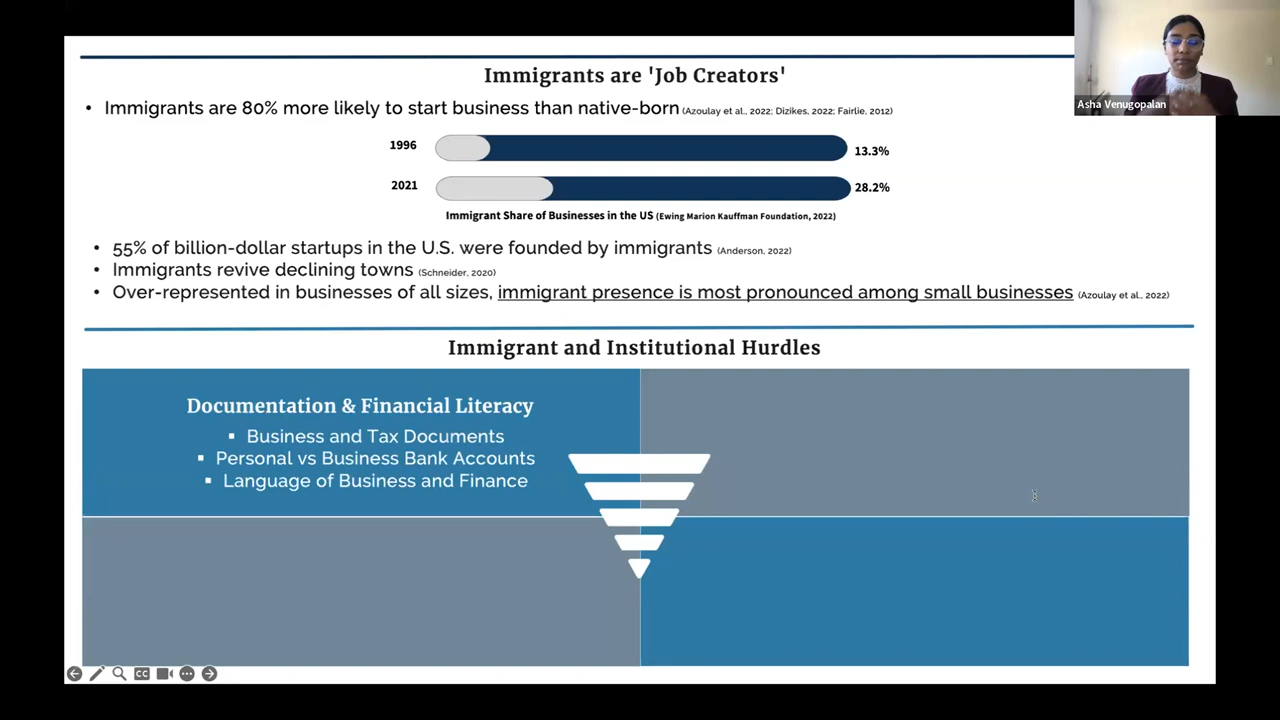 Immigrants are 'Job Creators'
• Immigrants are 80% more likely to start business than native-born (Azoulay et al., 2022; Dizikes, 2022; Fairlie, 2012)
1996 13.3%
2021 28.2%
Immigrant Share of Businesses in the US (Ewing Marion Kauffman Foundation, 2022)
• 55% of billion-dollar startups in the U.S. were founded by immigrants (Anderson, 2022)
• Immigrants revive declining towns (Schneider, 2020)
• Over-represented in businesses of all sizes, immigrant presence is most pronounced among small businesses (Azoulay et al., 2022)
Immigrant and Institutional Hurdles
Documentation & Financial Literacy
▪ Business and Tax Documents
▪ Personal vs Business Bank Accounts
▪ Language of Business and Finance
Asha Venugopalan
CC